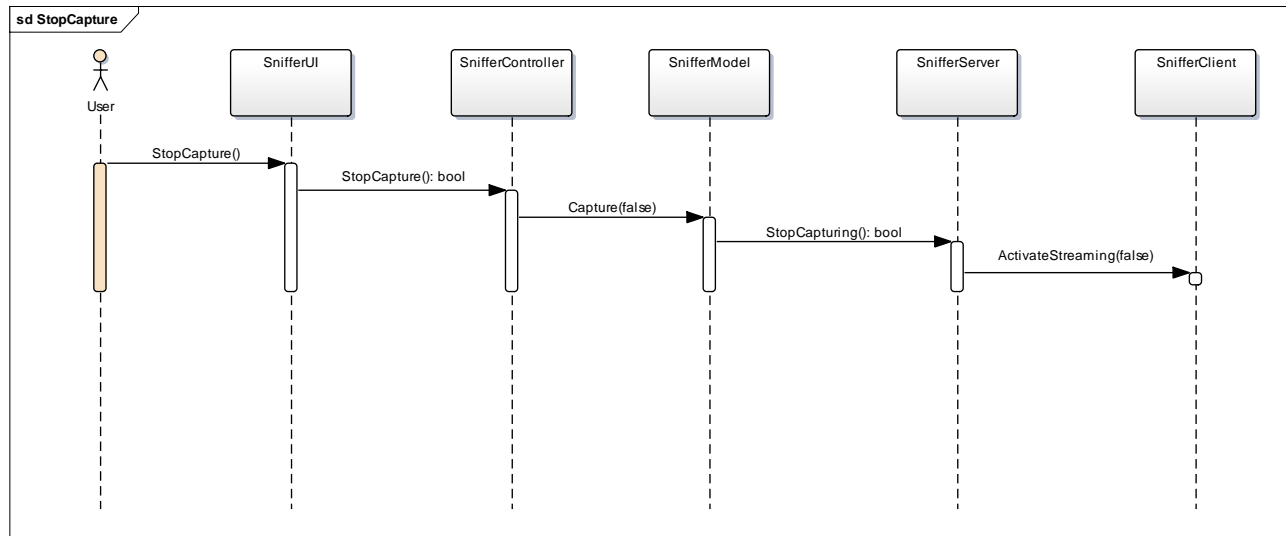 sd StopCapture
SnifferUI
SnifferController
SnifferModel
SnifferServer
SnifferClient
User
StopCapture()
StopCapture(): bool
Capture(false)
StopCapturing(): bool
ActivateStreaming(false)